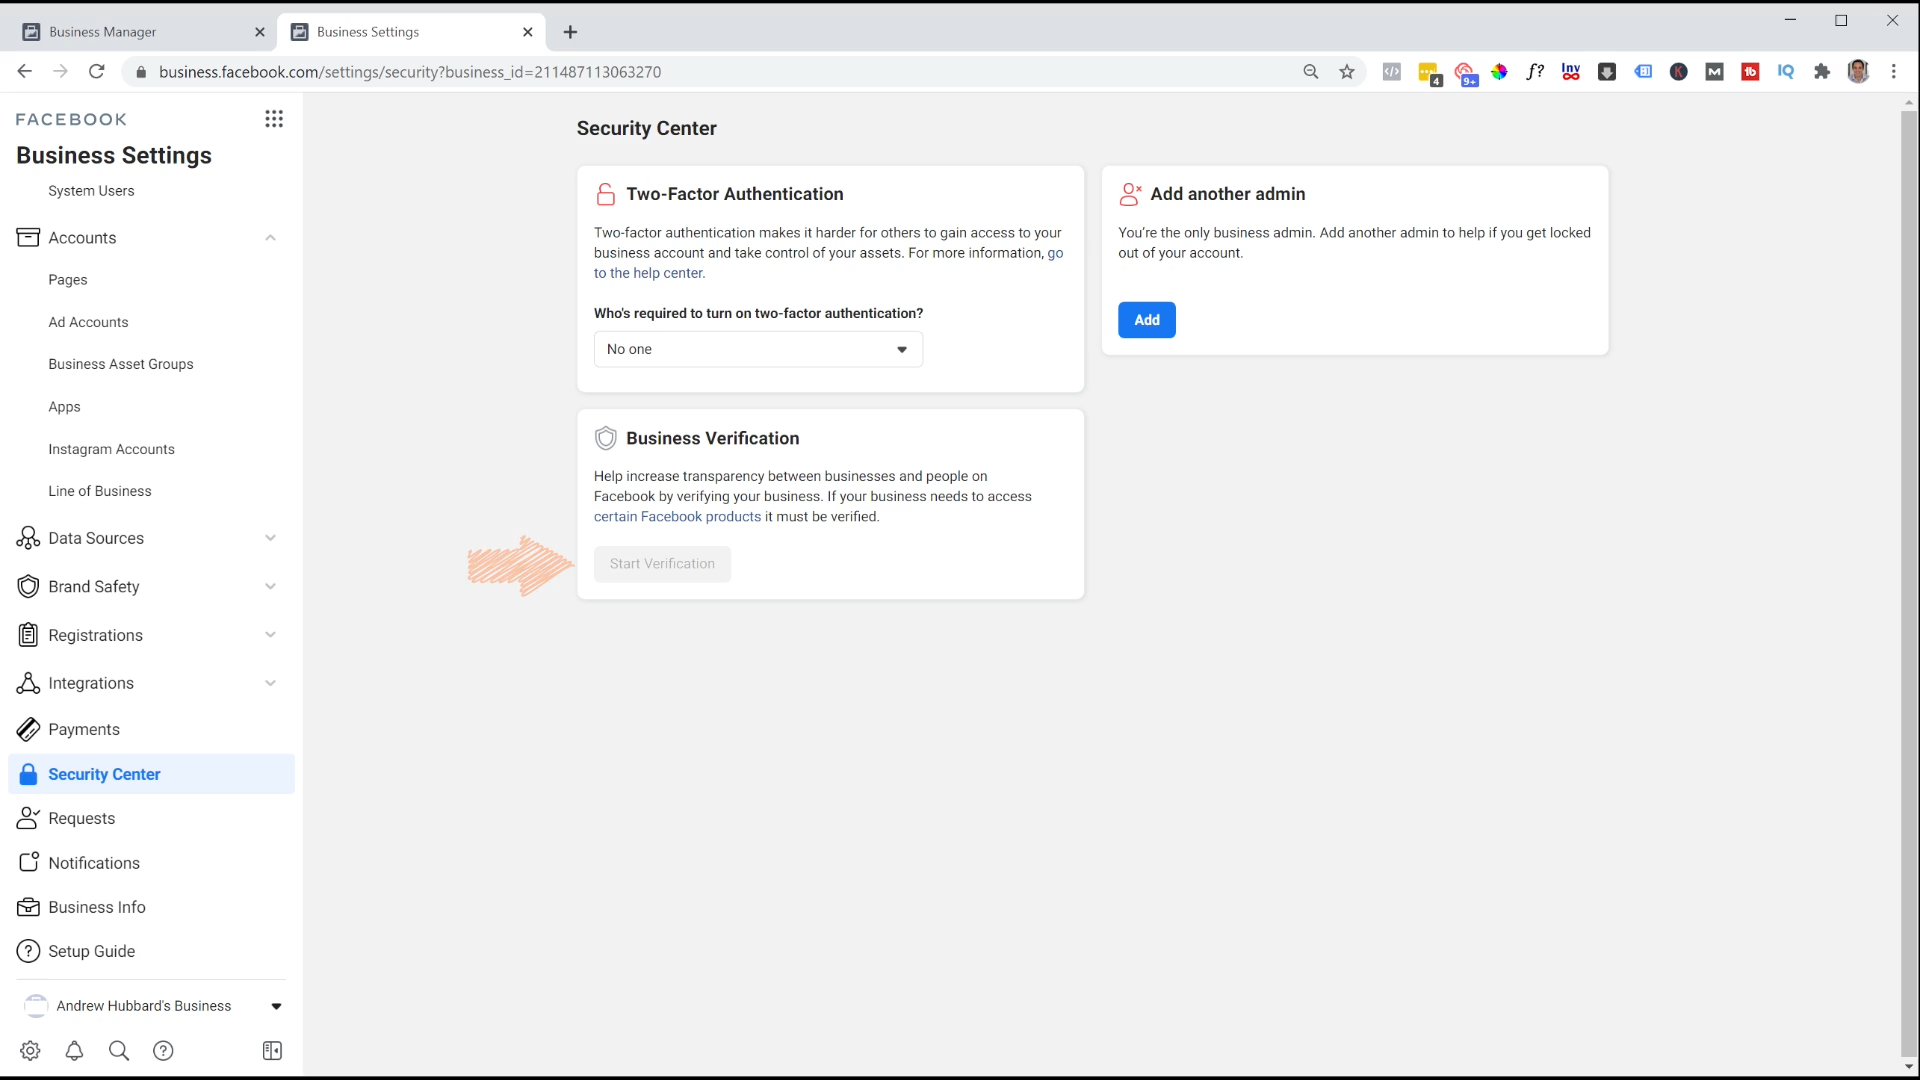 Business Manager
Business Settings
business.facebook.com/settings/security?business_id=211487113063270
4
9+
f?
Inv
K
M
tb
IQ
FACEBOOK
Business Settings
System Users
Accounts
Pages
Ad Accounts
Business Asset Groups
Apps
Instagram Accounts
Line of Business
Data Sources
Brand Safety
Registrations
Integrations
Payments
Security Center
Requests
Notifications
Business Info
Setup Guide
Andrew Hubbard's Business
Security Center
Two-Factor Authentication
Two-factor authentication makes it harder for others to gain access to your
business account and take control of your assets. For more information, go
to the help center.
Who's required to turn on two-factor authentication?
No one
Add another admin
You're the only business admin. Add another admin to help if you get locked
out of your account.
Add
Business Verification
Help increase transparency between businesses and people on
Facebook by verifying your business. If your business needs to access
certain Facebook products it must be verified.
Start Verification